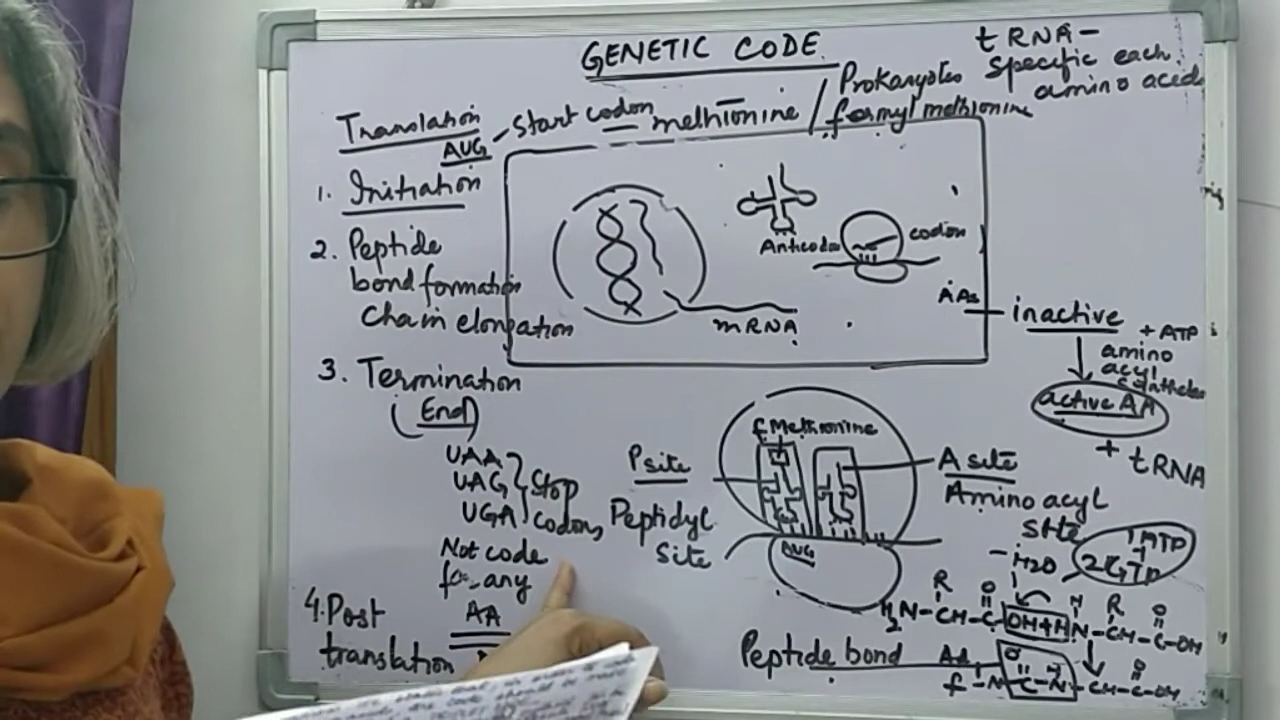 GENETIC CODE
tRNA -
specific each
amino acids
Translation
AUG - Start codon methionine / Prokaryotes
formyl methionine
1. Initiation
2. Peptide
bond formation
Chain elongation
3. Termination
(End)
UAA
UAG
UGA
Stop
codons
Not code
for any
AA
4. Post
translation
Anticodon
codon
mRNA
AAs
inactive
+ ATP
amino
acyl
active AA
+ tRNA
f Methionine
P site
Peptidyl
Site
AUG
A site
Amino acyl
site
1 ATP
+
2 GTP
- H2O
H2N-CH-C-OH+H-N-CH-C-OH
R O H R O
Peptide bond
O H O
-N-C-N-CH-C-OH